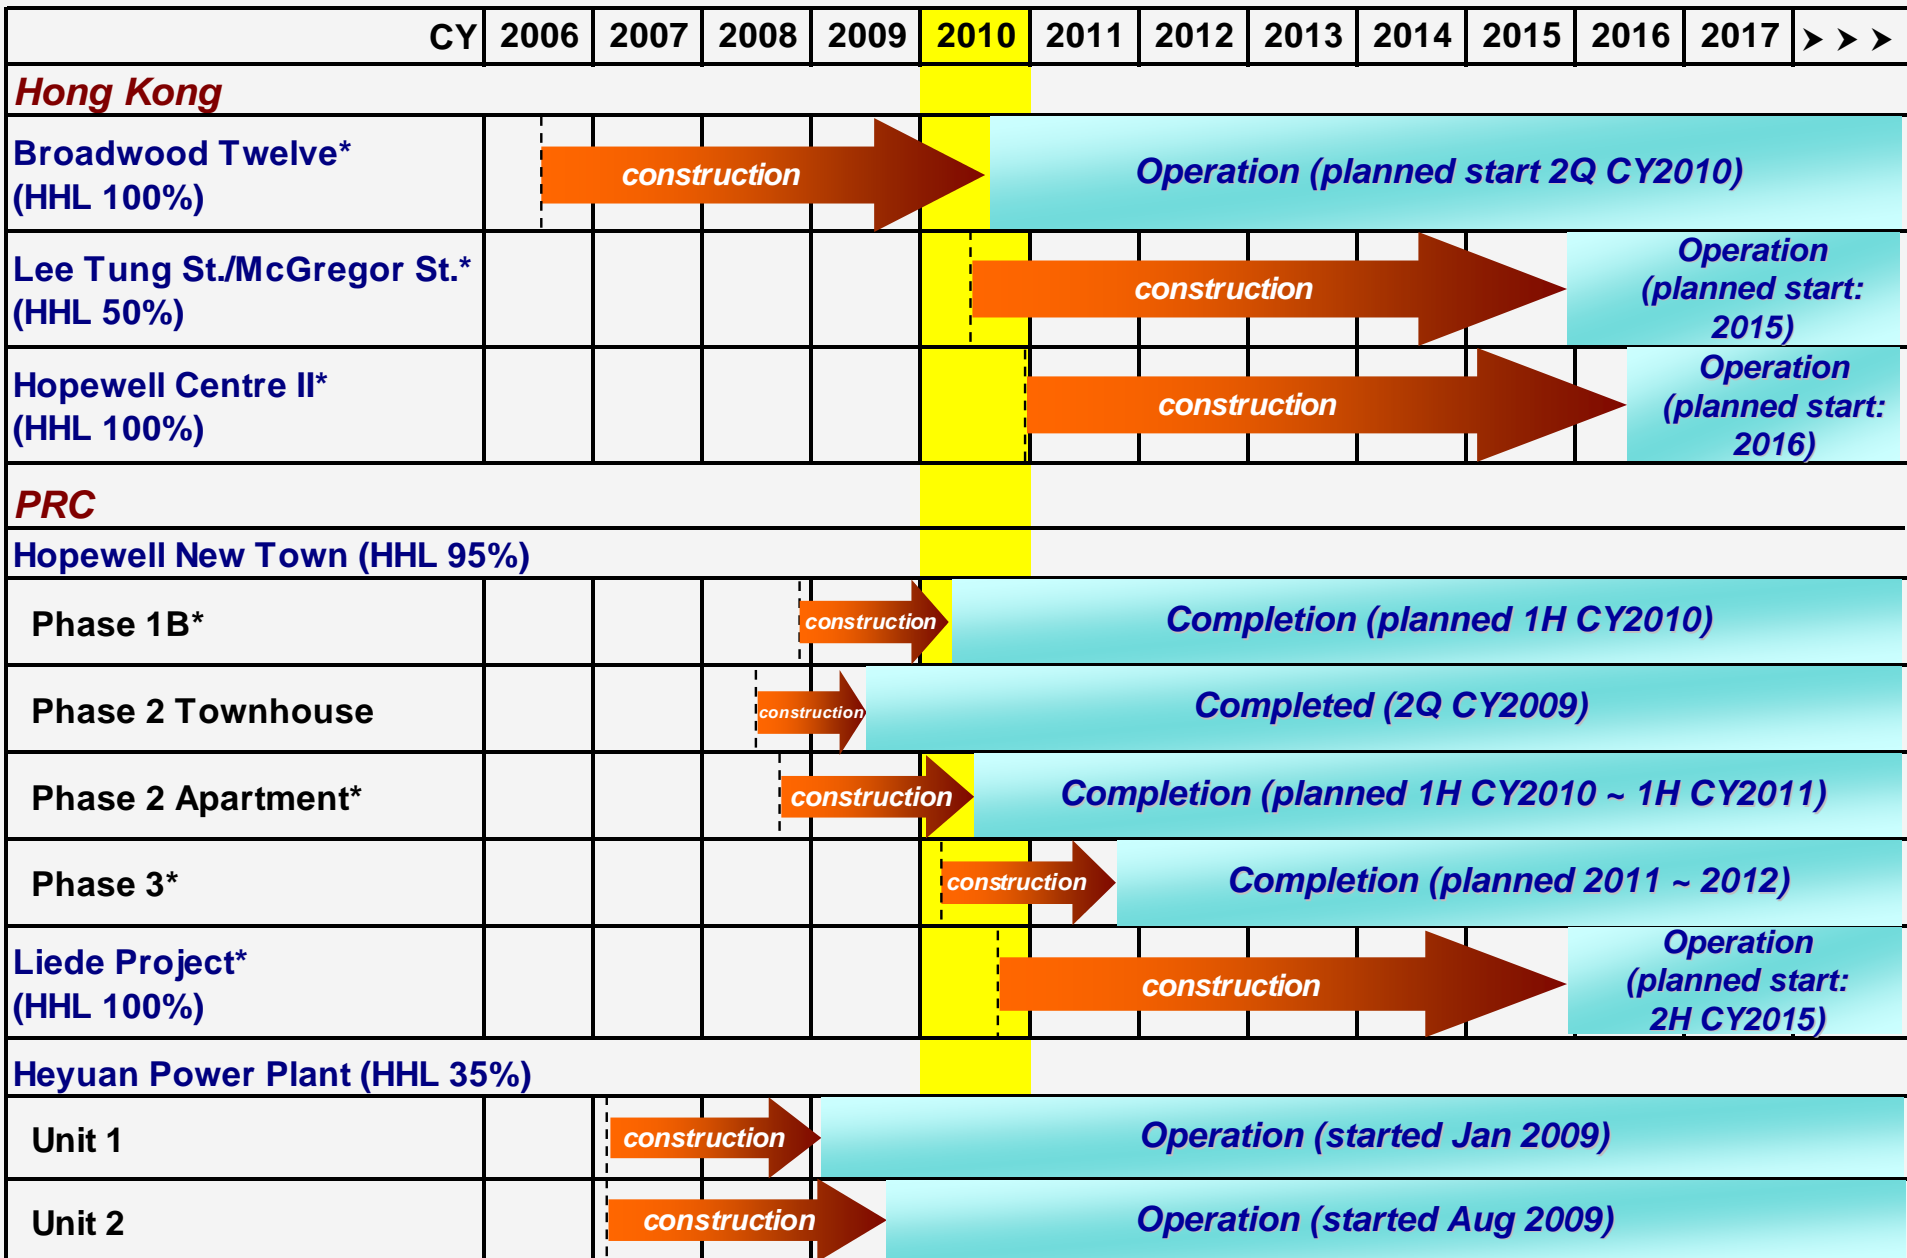 CY 2006 2007 2008 2009 2010 2011 2012 2013 2014 2015 2016 2017
Hong Kong
Broadwood Twelve*
(HHL 100%)
construction
Operation (planned start 2Q CY2010)
Lee Tung St./McGregor St.*
(HHL 50%)
construction
Operation
(planned start:
2015)
Hopewell Centre II*
(HHL 100%)
construction
Operation
(planned start:
2016)
PRC
Hopewell New Town (HHL 95%)
Phase 1B*
construction
Completion (planned 1H CY2010)
Phase 2 Townhouse
construction
Completed (2Q CY2009)
Phase 2 Apartment*
construction
Completion (planned 1H CY2010 ~ 1H CY2011)
Phase 3*
construction
Completion (planned 2011 ~ 2012)
Liede Project*
(HHL 100%)
construction
Operation
(planned start:
2H CY2015)
Heyuan Power Plant (HHL 35%)
Unit 1
construction
Operation (started Jan 2009)
Unit 2
construction
Operation (started Aug 2009)